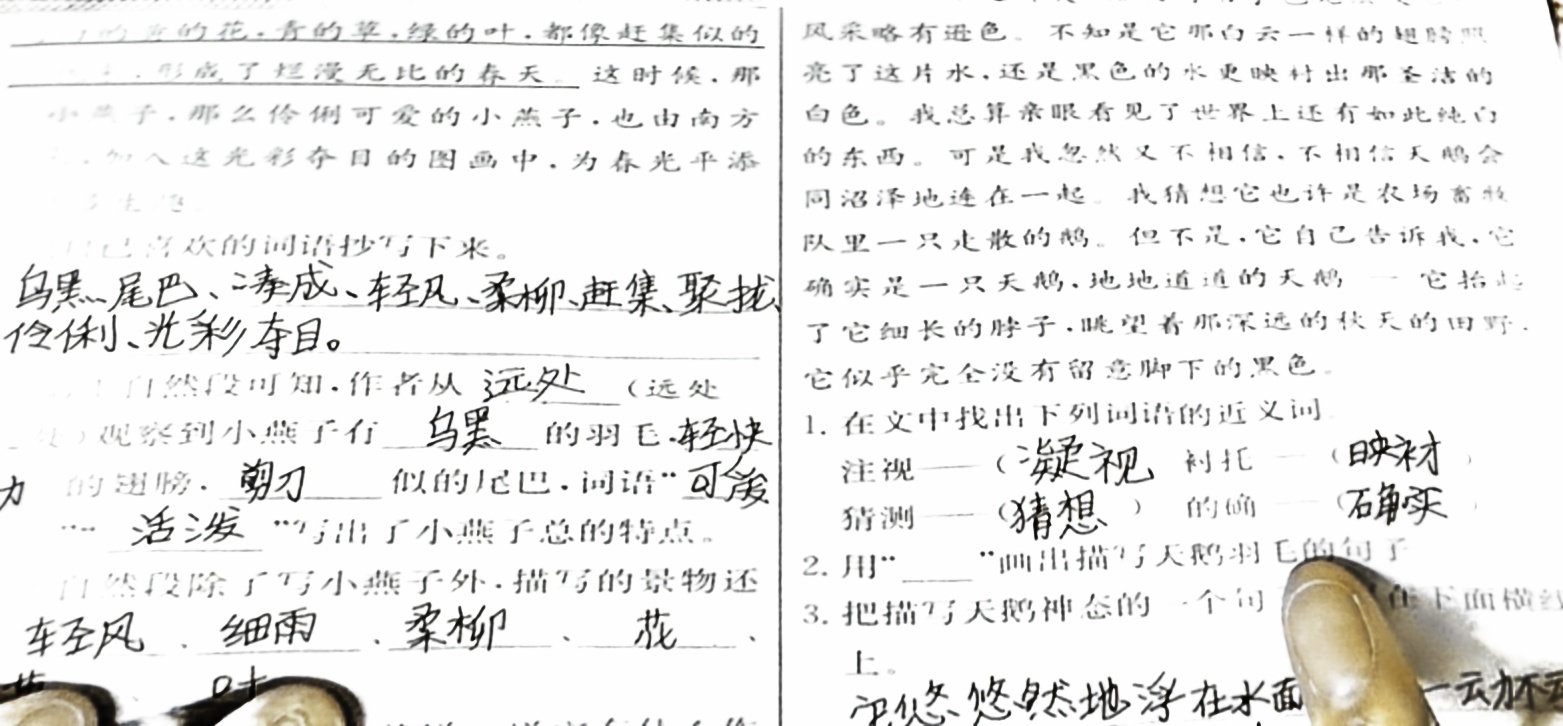 的花，青的草，绿的叶，都像赶集似的
形成了烂漫无比的春天。这时候，那
小燕子，那么伶俐可爱的小燕子，也由南方
加入这光彩夺目的图画中，为春光平添
自己喜欢的词语抄写下来。
乌黑、尾巴、凑成、轻风、柔柳、赶集、聚拢、
伶俐、光彩夺目。
自然段可知，作者从 远处 （远处
处）观察到小燕子有 乌黑 的羽毛，轻快
力 的翅膀， 剪刀 似的尾巴，词语“可爱
”“ 活泼 ”写出了小燕子总的特点。
自然段除了写小燕子外，描写的景物还
轻风 、 细雨 、 柔柳 、 花 、
叶
风采略有逊色。不知是它那白云一样的翅膀照
亮了这片水，还是黑色的水更映衬出那圣洁的
白色。我总算亲眼看见了世界上还有如此纯白
的东西。可是我忽然又不相信，不相信天鹅会
同沼泽地连在一起。我猜想它也许是农场畜牧
队里一只走散的鹅。但不是，它自己告诉我，它
确实是一只天鹅，地地道道的天鹅——它抬起
了它细长的脖子，眺望着那深远的秋天的田野，
它似乎完全没有留意脚下的黑色。
1. 在文中找出下列词语的近义词
注视——（凝视 衬托——（映衬）
猜测——（猜想） 的确——（确实）
2. 用“____”画出描写天鹅羽毛的句子
3. 把描写天鹅神态的一个句 在下面横线
上。
悠悠然地浮在水面